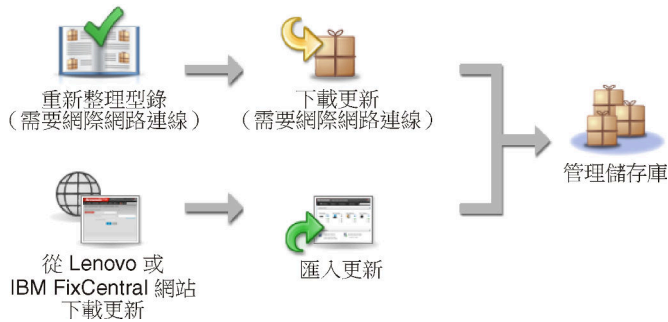 重新整理型錄
(需要網際網路連線)
下載更新
(需要網際網路連線)
管理儲存庫
從 Lenovo 或
IBM FixCentral 網站
下載更新
匯入更新